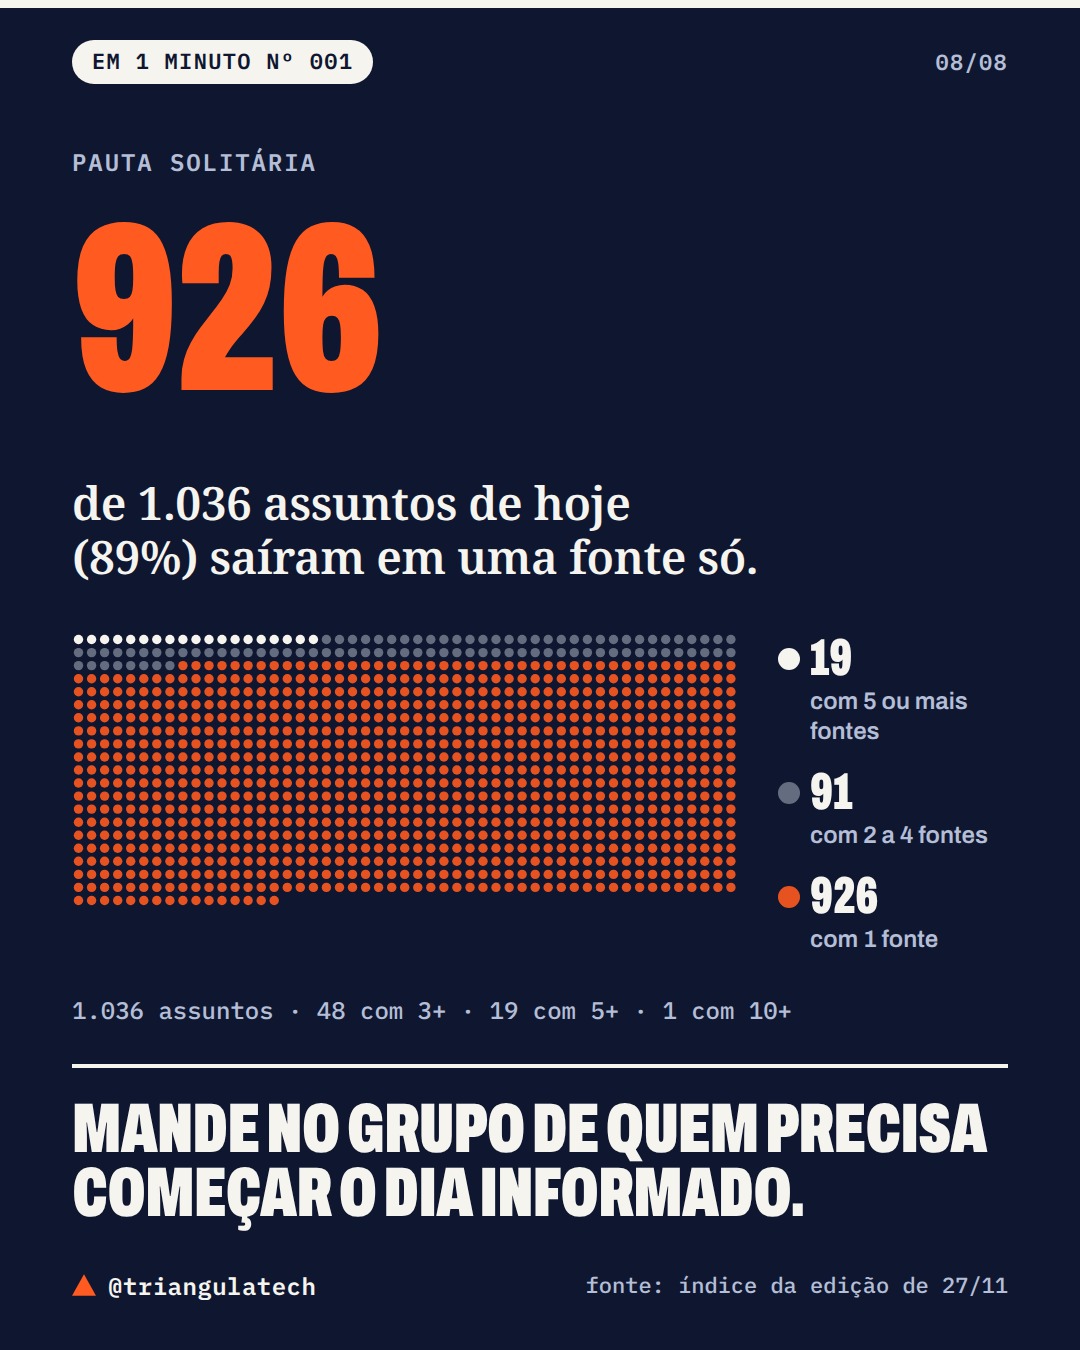 EM 1 MINUTO Nº 001
08/08
PAUTA SOLITÁRIA
926
de 1.036 assuntos de hoje
(89%) saíram em uma fonte só.
19
com 5 ou mais
fontes
91
com 2 a 4 fontes
926
com 1 fonte
1.036 assuntos · 48 com 3+ · 19 com 5+ · 1 com 10+
MANDE NO GRUPO DE QUEM PRECISA
COMEÇAR O DIA INFORMADO.
@triangulatech
fonte: índice da edição de 27/11